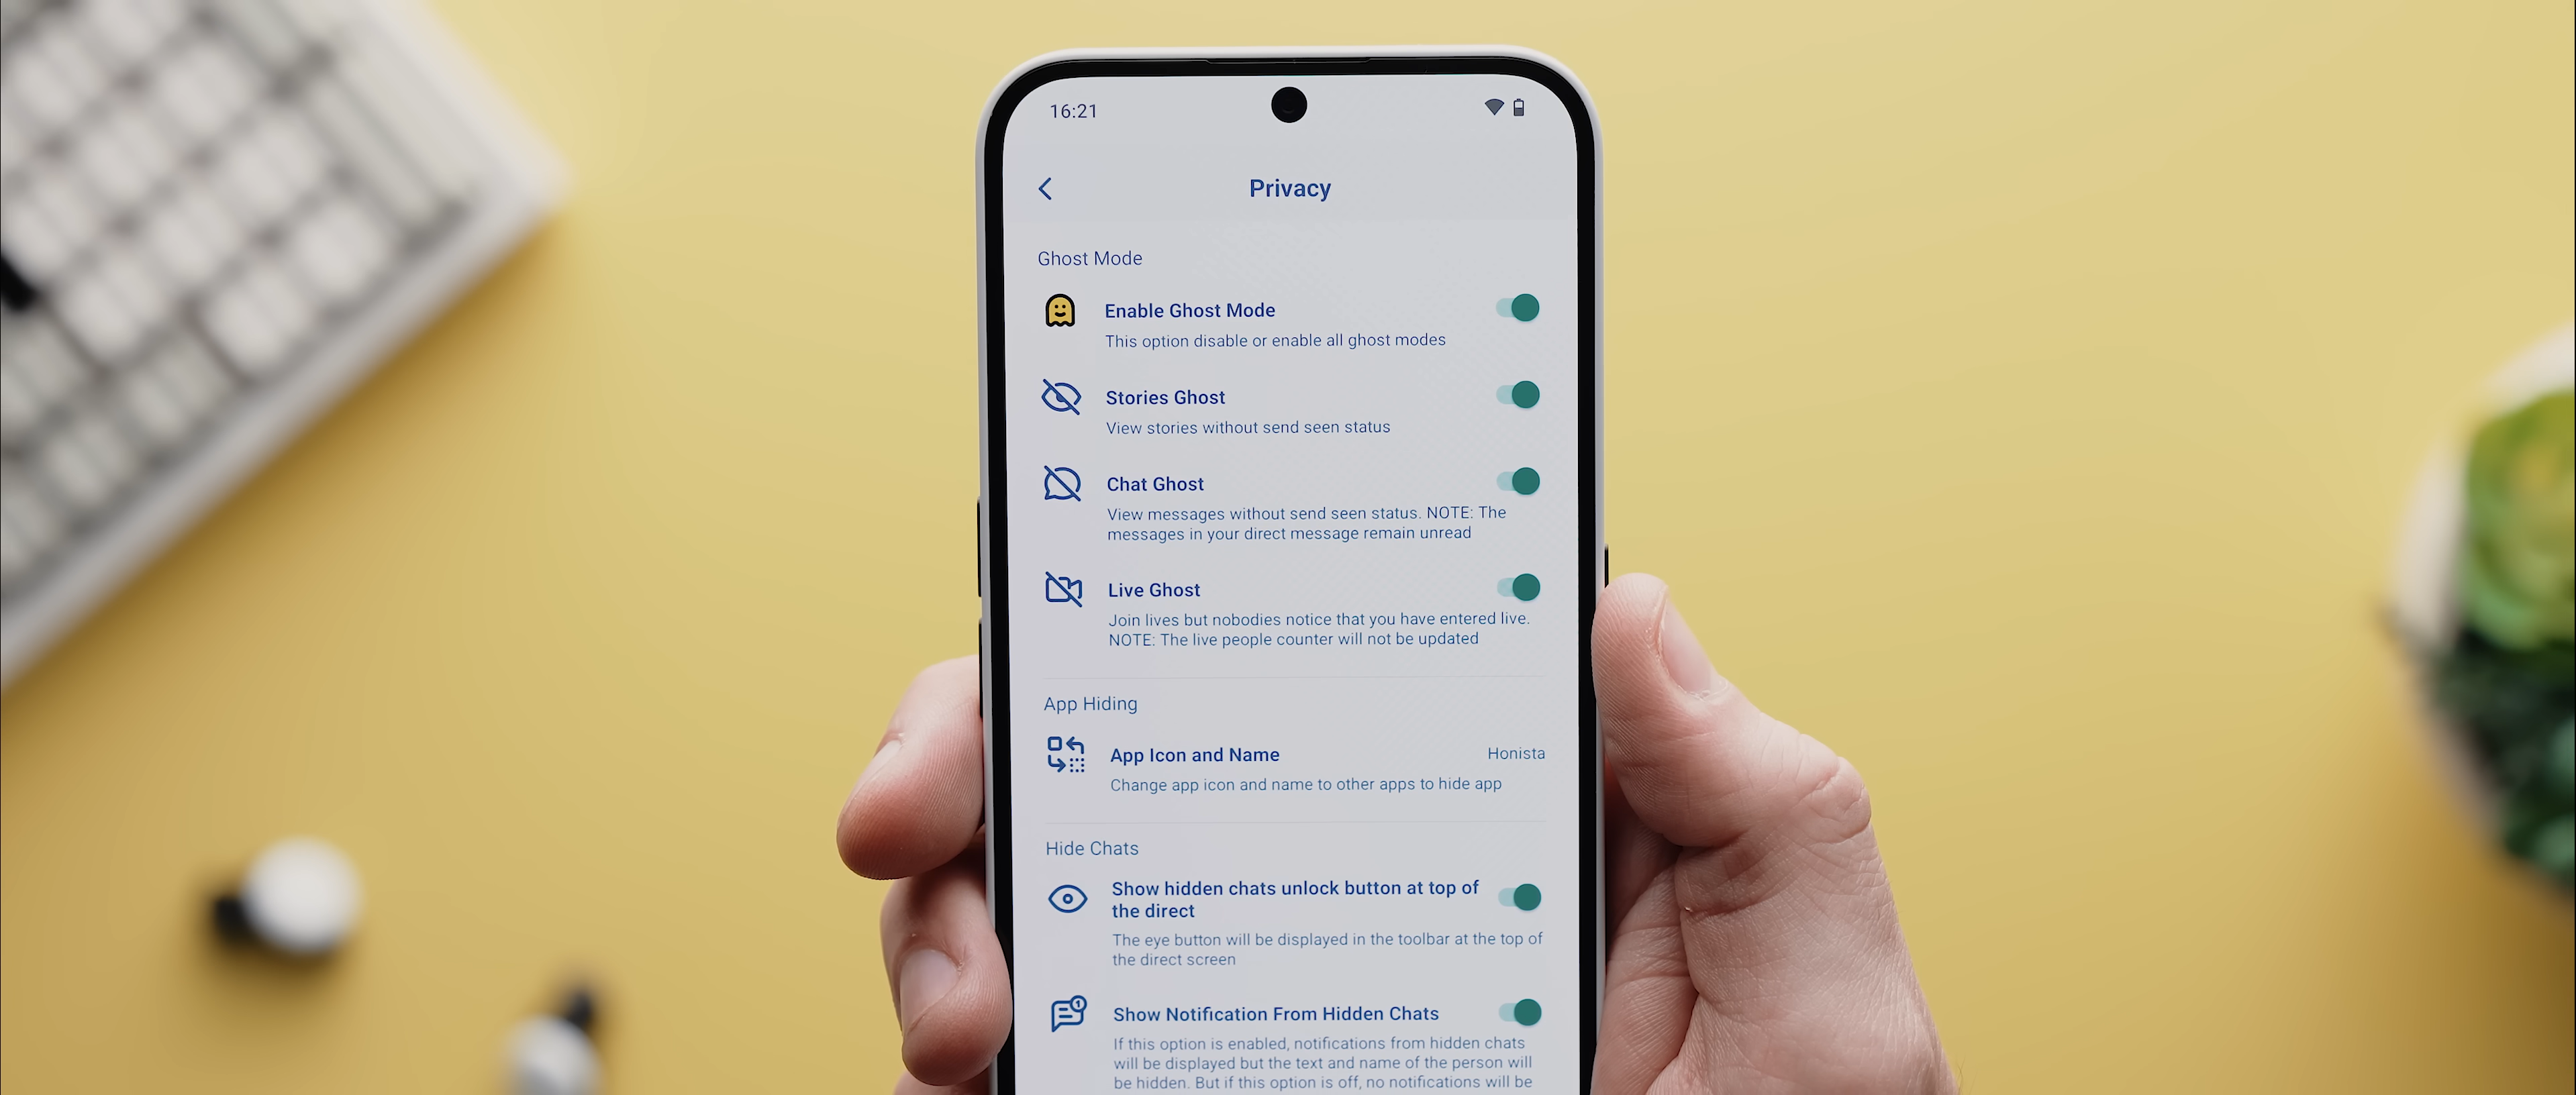 16:21
Privacy
Ghost Mode
Enable Ghost Mode
This option disable or enable all ghost modes
Stories Ghost
View stories without send seen status
Chat Ghost
View messages without send seen status. NOTE: The
messages in your direct message remain unread
Live Ghost
Join lives but nobodies notice that you have entered live.
NOTE: The live people counter will not be updated
App Hiding
App Icon and Name
Honista
Change app icon and name to other apps to hide app
Hide Chats
Show hidden chats unlock button at top of
the direct
The eye button will be displayed in the toolbar at the top of
the direct screen
1
Show Notification From Hidden Chats
If this option is enabled, notifications from hidden chats
will be displayed but the text and name of the person will
be hidden. But if this option is off, no notifications will be